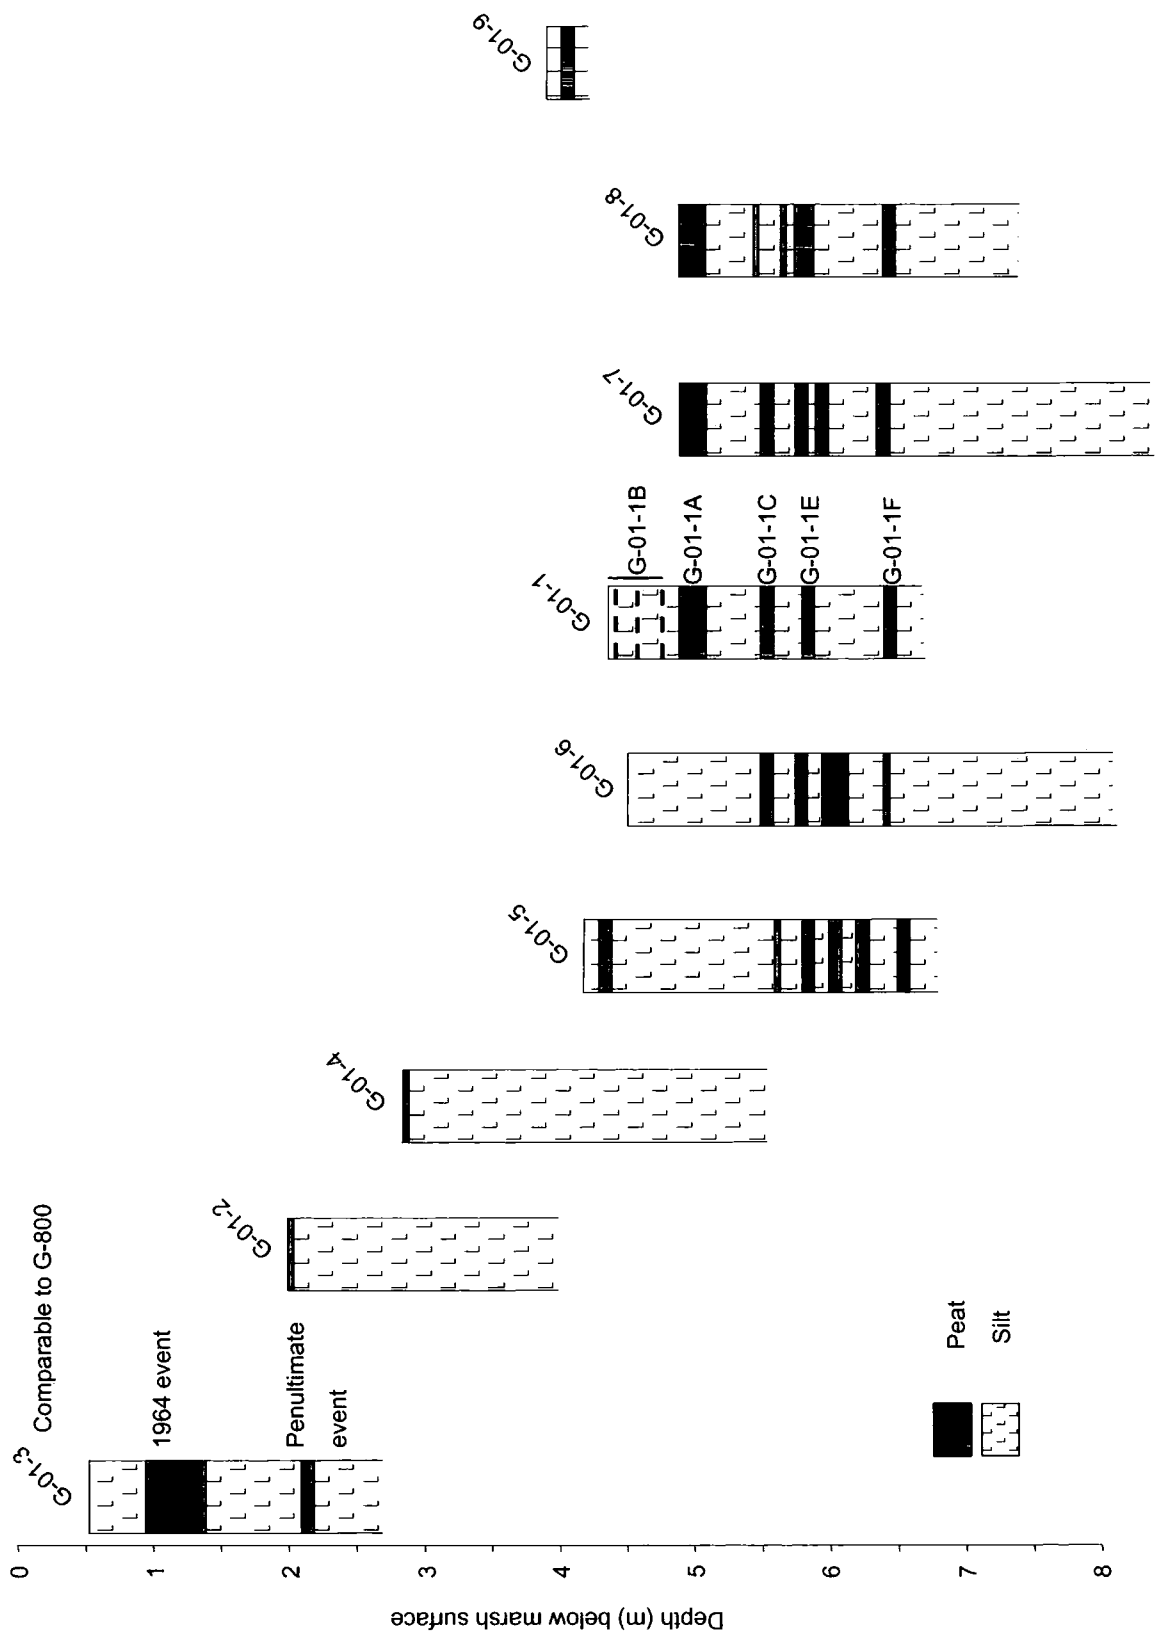 Comparable to G-800
G-01-3
1964 event
Penultimate
event
G-01-2
G-01-4
G-01-5
G-01-6
G-01-1
G-01-1B
G-01-1A
G-01-1C
G-01-1E
G-01-1F
G-01-7
G-01-8
G-01-9
0
1
2
3
4
5
6
7
8
Depth (m) below marsh surface
Peat
Silt